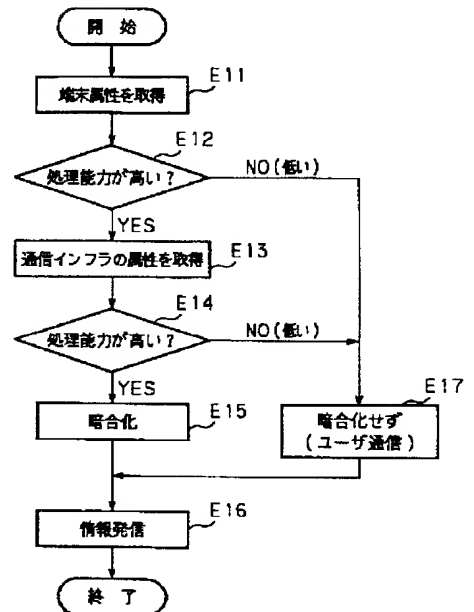 開 始
E11
端末属性を取得
E12
処理能力が高い？
NO(低い)
YES
E13
通信インフラの属性を取得
E14
処理能力が高い？
NO(低い)
YES
E15
暗合化
E17
暗合化せず
(ユーザ通信)
E16
情報発信
終 了